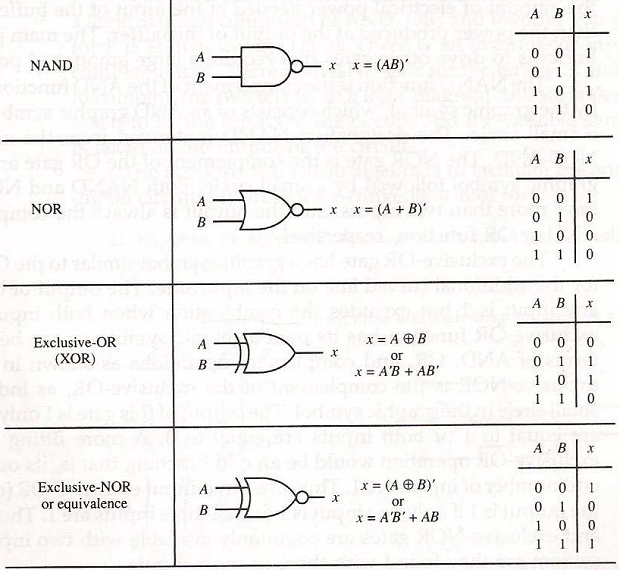 A B x
NAND
A
B
x x = (AB)′
0 0 1
0 1 1
1 0 1
1 1 0
A B x
NOR
A
B
x x = (A + B)′
0 0 1
0 1 0
1 0 0
1 1 0
A B x
Exclusive-OR
(XOR)
A
B
x
x = A ⊕ B
or
x = A′B + AB′
0 0 0
0 1 1
1 0 1
1 1 0
A B x
Exclusive-NOR
or equivalence
A
B
x
x = (A ⊕ B)′
or
x = A′B′ + AB
0 0 1
0 1 0
1 0 0
1 1 1